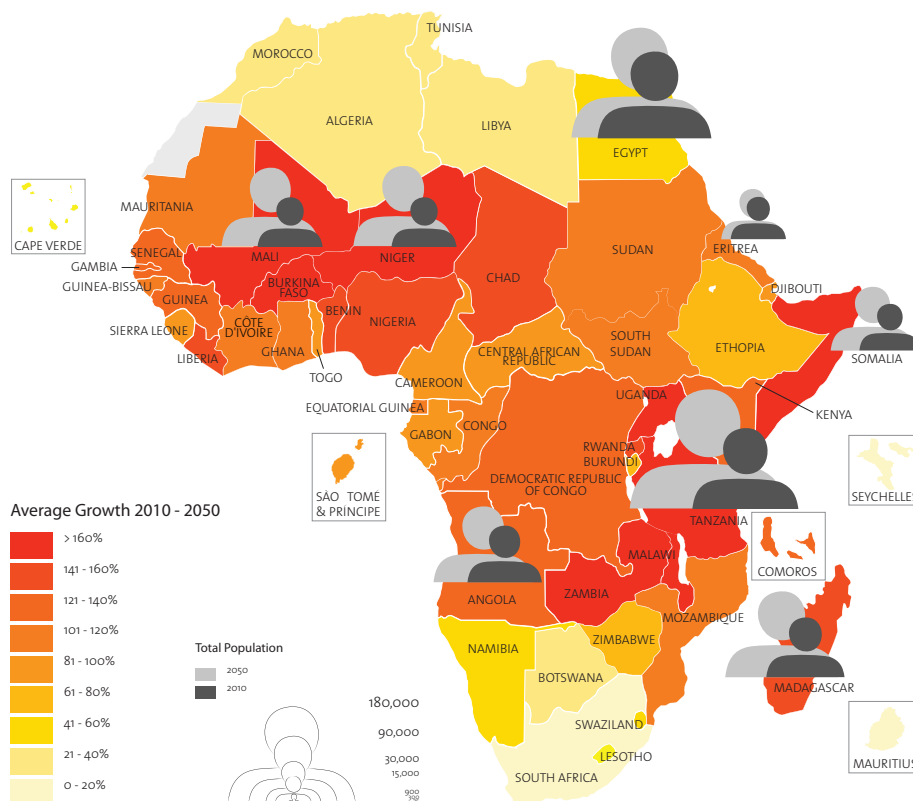 TUNISIA
MOROCCO
ALGERIA
LIBYA
EGYPT
CAPE VERDE
MAURITANIA
MALI
NIGER
CHAD
SUDAN
ERITREA
SENEGAL
GAMBIA
GUINEA-BISSAU
GUINEA
BURKINA
FASO
BENIN
NIGERIA
DJIBOUTI
SIERRA LEONE
CÔTE
D'IVOIRE
LIBERIA
GHANA
TOGO
CAMEROON
CENTRAL AFRICAN
REPUBLIC
SOUTH
SUDAN
ETHOPIA
SOMALIA
EQUATORIAL GUINEA
GABON
CONGO
UGANDA
KENYA
RWANDA
BURUNDI
DEMOCRATIC REPUBLIC
OF CONGO
SÁO TOMÉ
& PRÍNCIPE
SEYCHELLES
TANZANIA
COMOROS
ANGOLA
MALAWI
ZAMBIA
MOZAMBIQUE
ZIMBABWE
NAMIBIA
BOTSWANA
MADAGASCAR
SWAZILAND
LESOTHO
SOUTH AFRICA
MAURITIUS
Average Growth 2010 - 2050
> 160%
141 - 160%
121 - 140%
101 - 120%
81 - 100%
61 - 80%
41 - 60%
21 - 40%
0 - 20%
Total Population
2050
2010
180,000
90,000
30,000
15,000
900